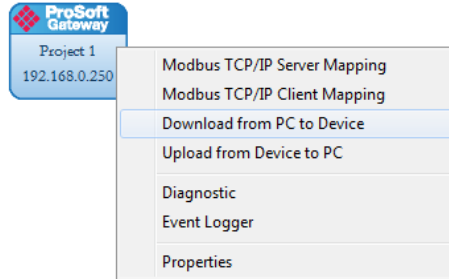 ProSoft
Gateway
Project 1
192.168.0.250
Modbus TCP/IP Server Mapping
Modbus TCP/IP Client Mapping
Download from PC to Device
Upload from Device to PC
Diagnostic
Event Logger
Properties